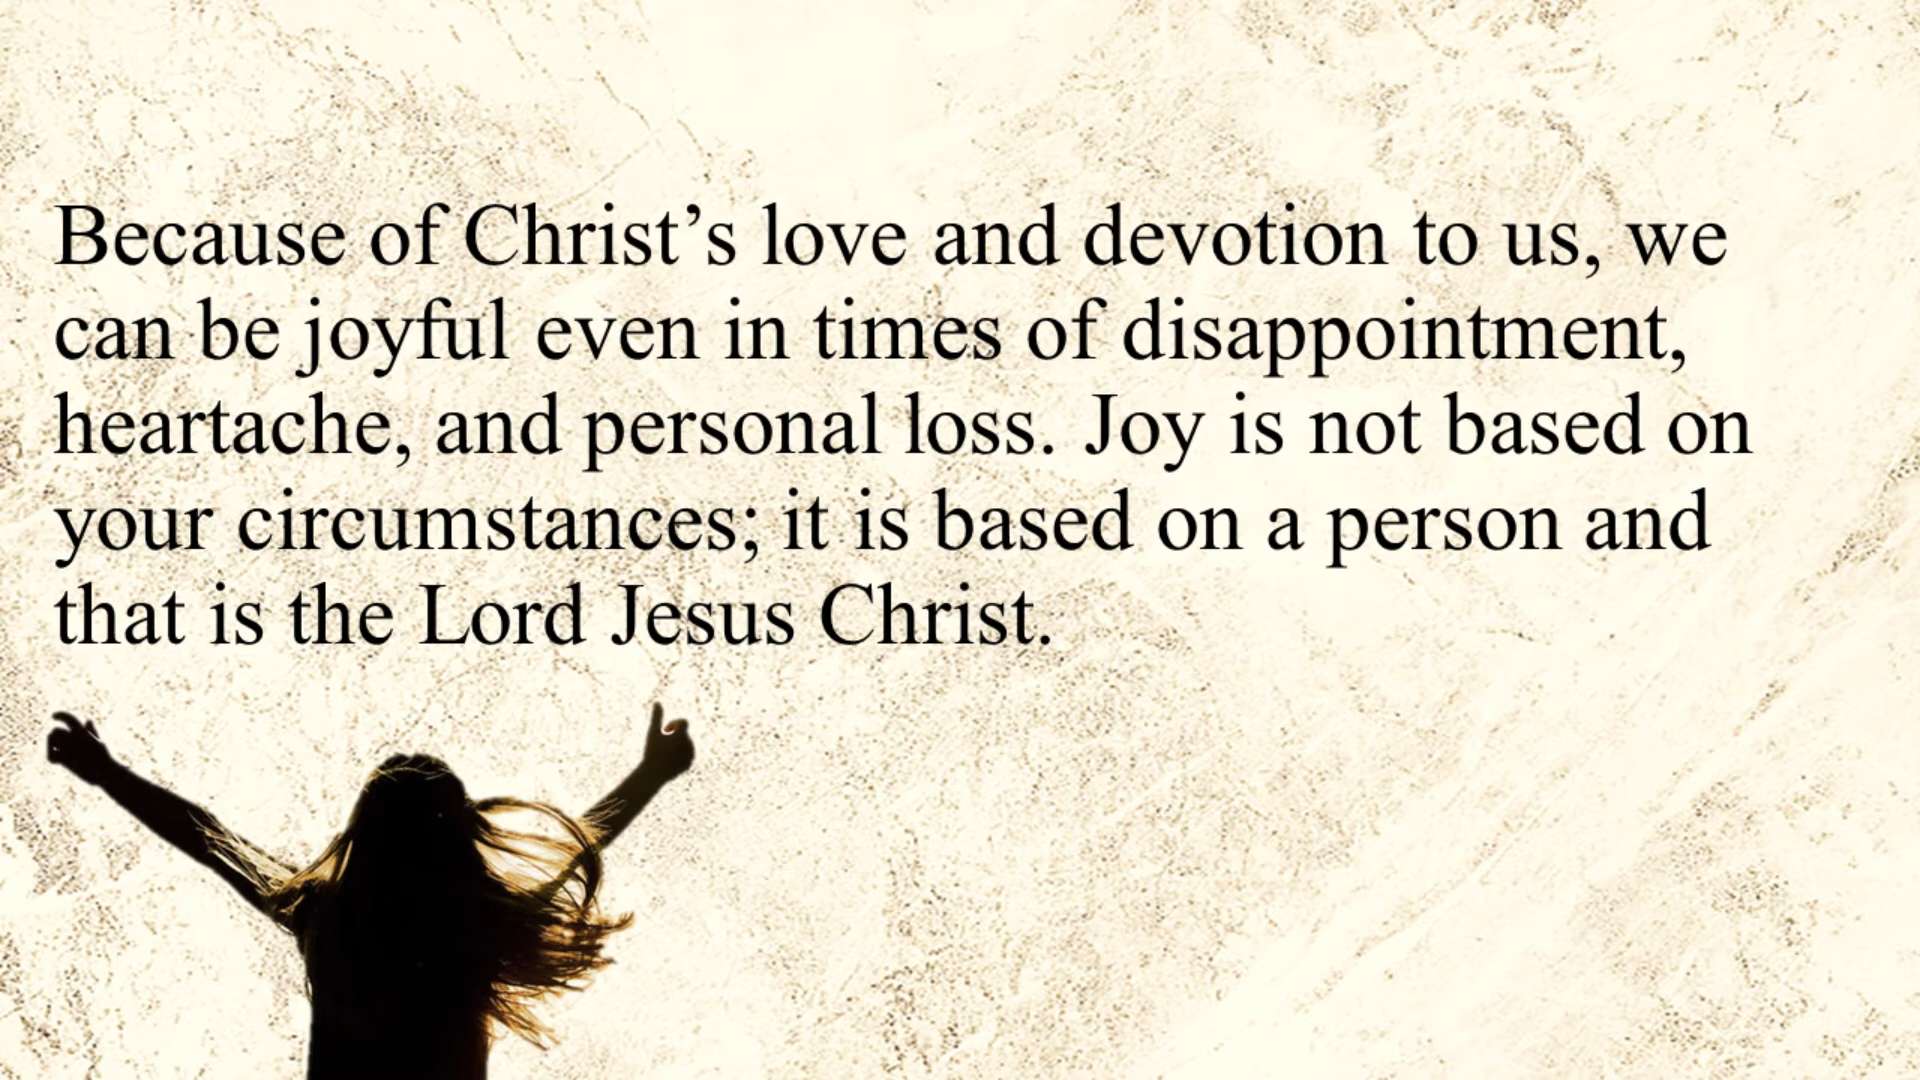 Because of Christ’s love and devotion to us, we
can be joyful even in times of disappointment,
heartache, and personal loss. Joy is not based on
your circumstances; it is based on a person and
that is the Lord Jesus Christ.